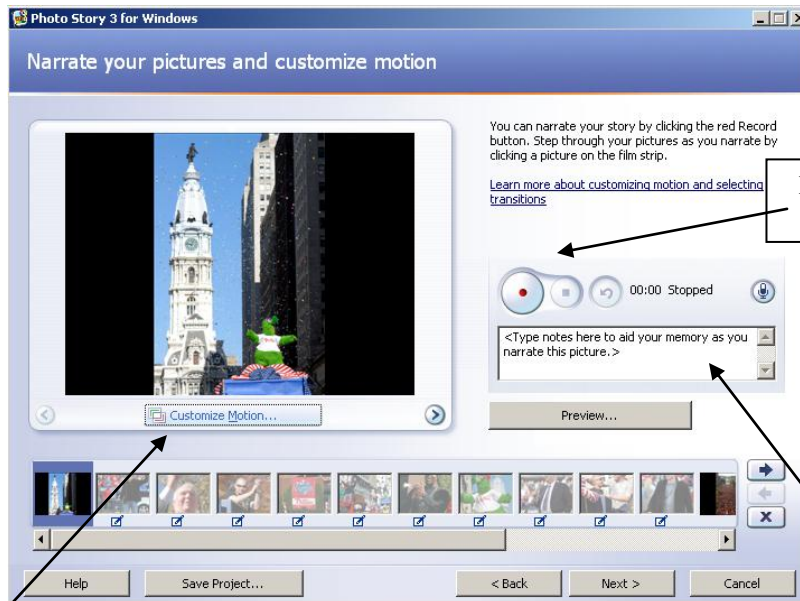 Photo Story 3 for Windows
Narrate your pictures and customize motion
You can narrate your story by clicking the red Record
button. Step through your pictures as you narrate by
clicking a picture on the film strip.
Learn more about customizing motion and selecting
transitions
00:00 Stopped
<Type notes here to aid your memory as you
narrate this picture.>
Customize Motion...
Preview...
Help
Save Project...
< Back
Next >
Cancel